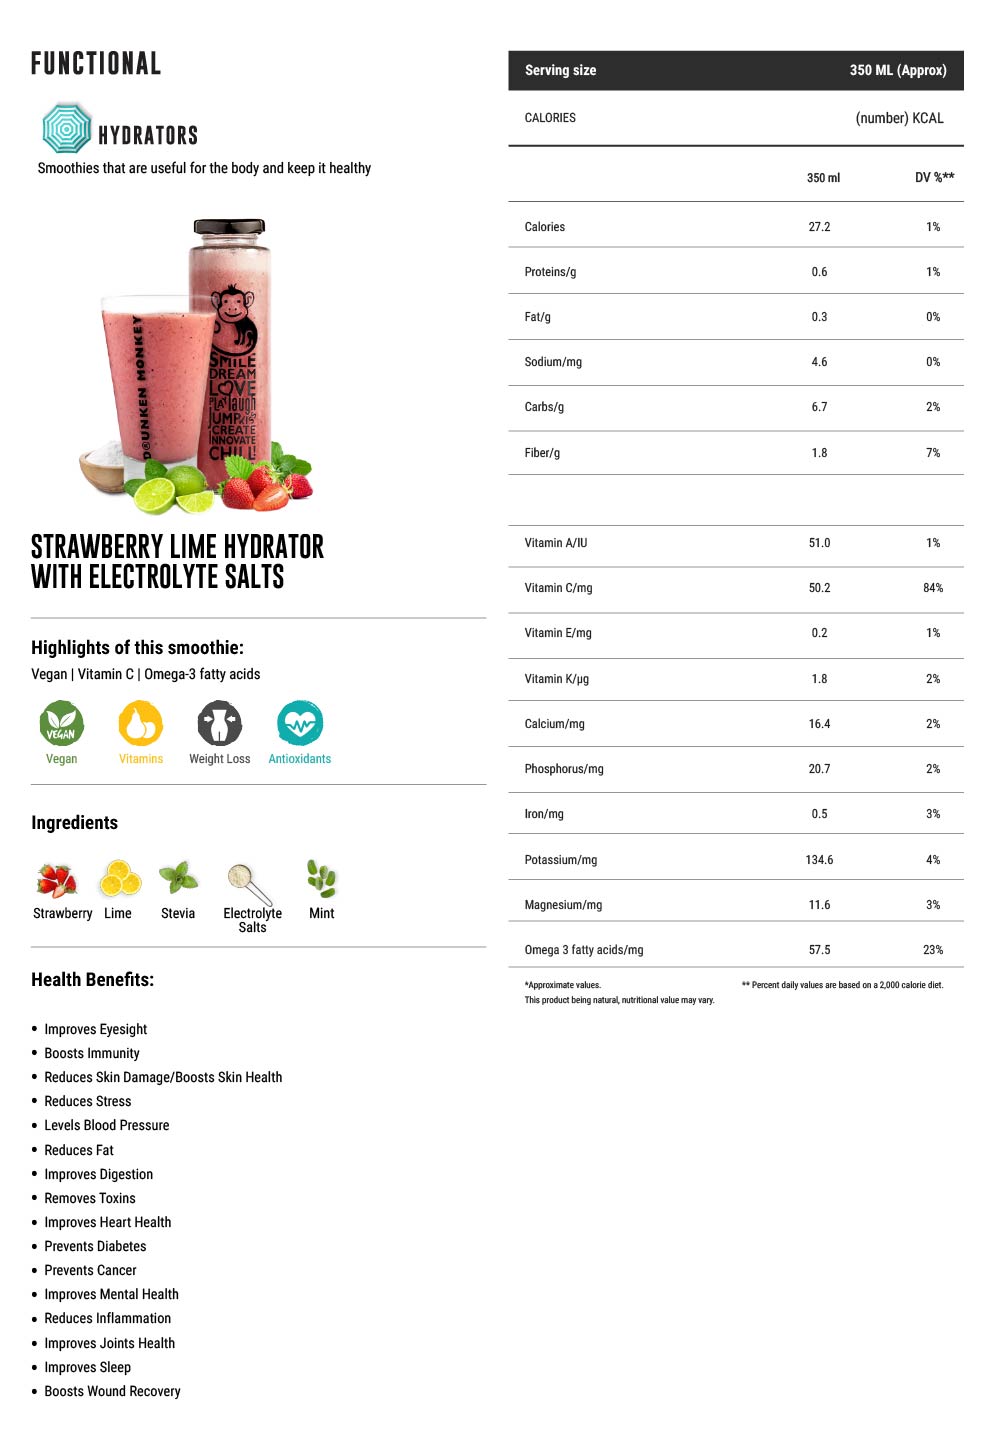 FUNCTIONAL
HYDRATORS
Smoothies that are useful for the body and keep it healthy
DRUNKEN MONKEY
SMILE
DREAM
LOVE
PLAY laugh
JUMP KISS
CREATE
INNOVATE
CHILL!
STRAWBERRY LIME HYDRATOR
WITH ELECTROLYTE SALTS
Highlights of this smoothie:
Vegan | Vitamin C | Omega-3 fatty acids
VEGAN
Vegan Vitamins Weight Loss Antioxidants
Ingredients
Strawberry Lime Stevia Electrolyte Salts Mint
Health Benefits:
• Improves Eyesight
• Boosts Immunity
• Reduces Skin Damage/Boosts Skin Health
• Reduces Stress
• Levels Blood Pressure
• Reduces Fat
• Improves Digestion
• Removes Toxins
• Improves Heart Health
• Prevents Diabetes
• Prevents Cancer
• Improves Mental Health
• Reduces Inflammation
• Improves Joints Health
• Improves Sleep
• Boosts Wound Recovery
Serving size 350 ML (Approx)
CALORIES (number) KCAL
350 ml DV %**
Calories 27.2 1%
Proteins/g 0.6 1%
Fat/g 0.3 0%
Sodium/mg 4.6 0%
Carbs/g 6.7 2%
Fiber/g 1.8 7%
Vitamin A/IU 51.0 1%
Vitamin C/mg 50.2 84%
Vitamin E/mg 0.2 1%
Vitamin K/µg 1.8 2%
Calcium/mg 16.4 2%
Phosphorus/mg 20.7 2%
Iron/mg 0.5 3%
Potassium/mg 134.6 4%
Magnesium/mg 11.6 3%
Omega 3 fatty acids/mg 57.5 23%
*Approximate values. ** Percent daily values are based on a 2,000 calorie diet.
This product being natural, nutritional value may vary.